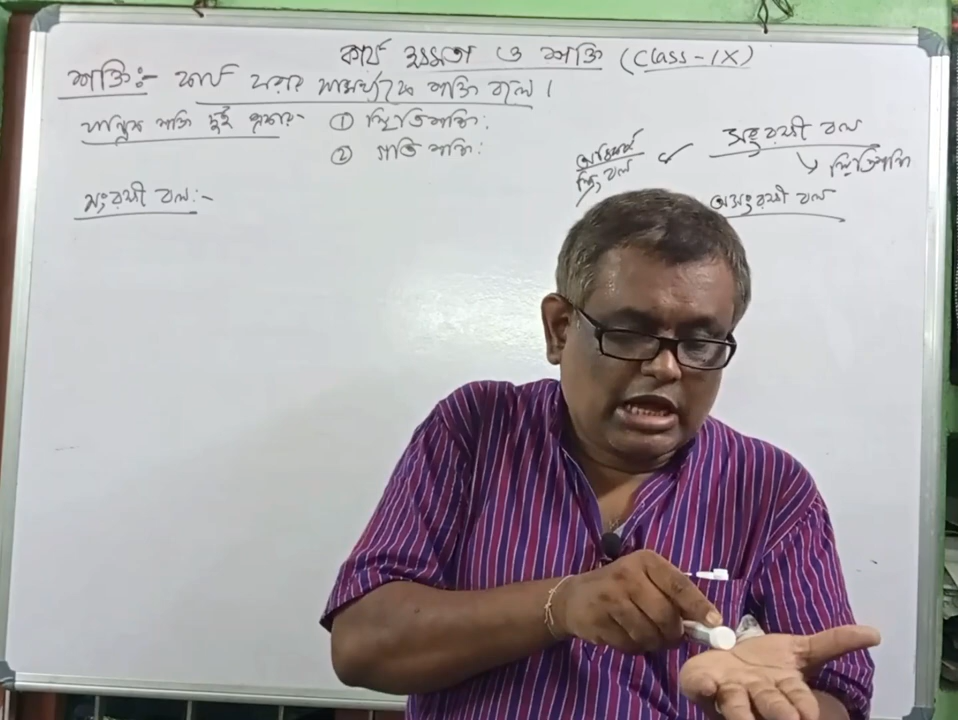 কার্য ক্ষমতা ও শক্তি (Class-IX)
শক্তি:- কার্য করার সামর্থ্যকে শক্তি বলে।
যান্ত্রিক শক্তি দুই প্রকার-
① স্থিতিশক্তি:
② গতি শক্তি:
সংরক্ষী বল
স্থিতিশক্তি
বল
অসংরক্ষী বল
সংরক্ষী বল:-